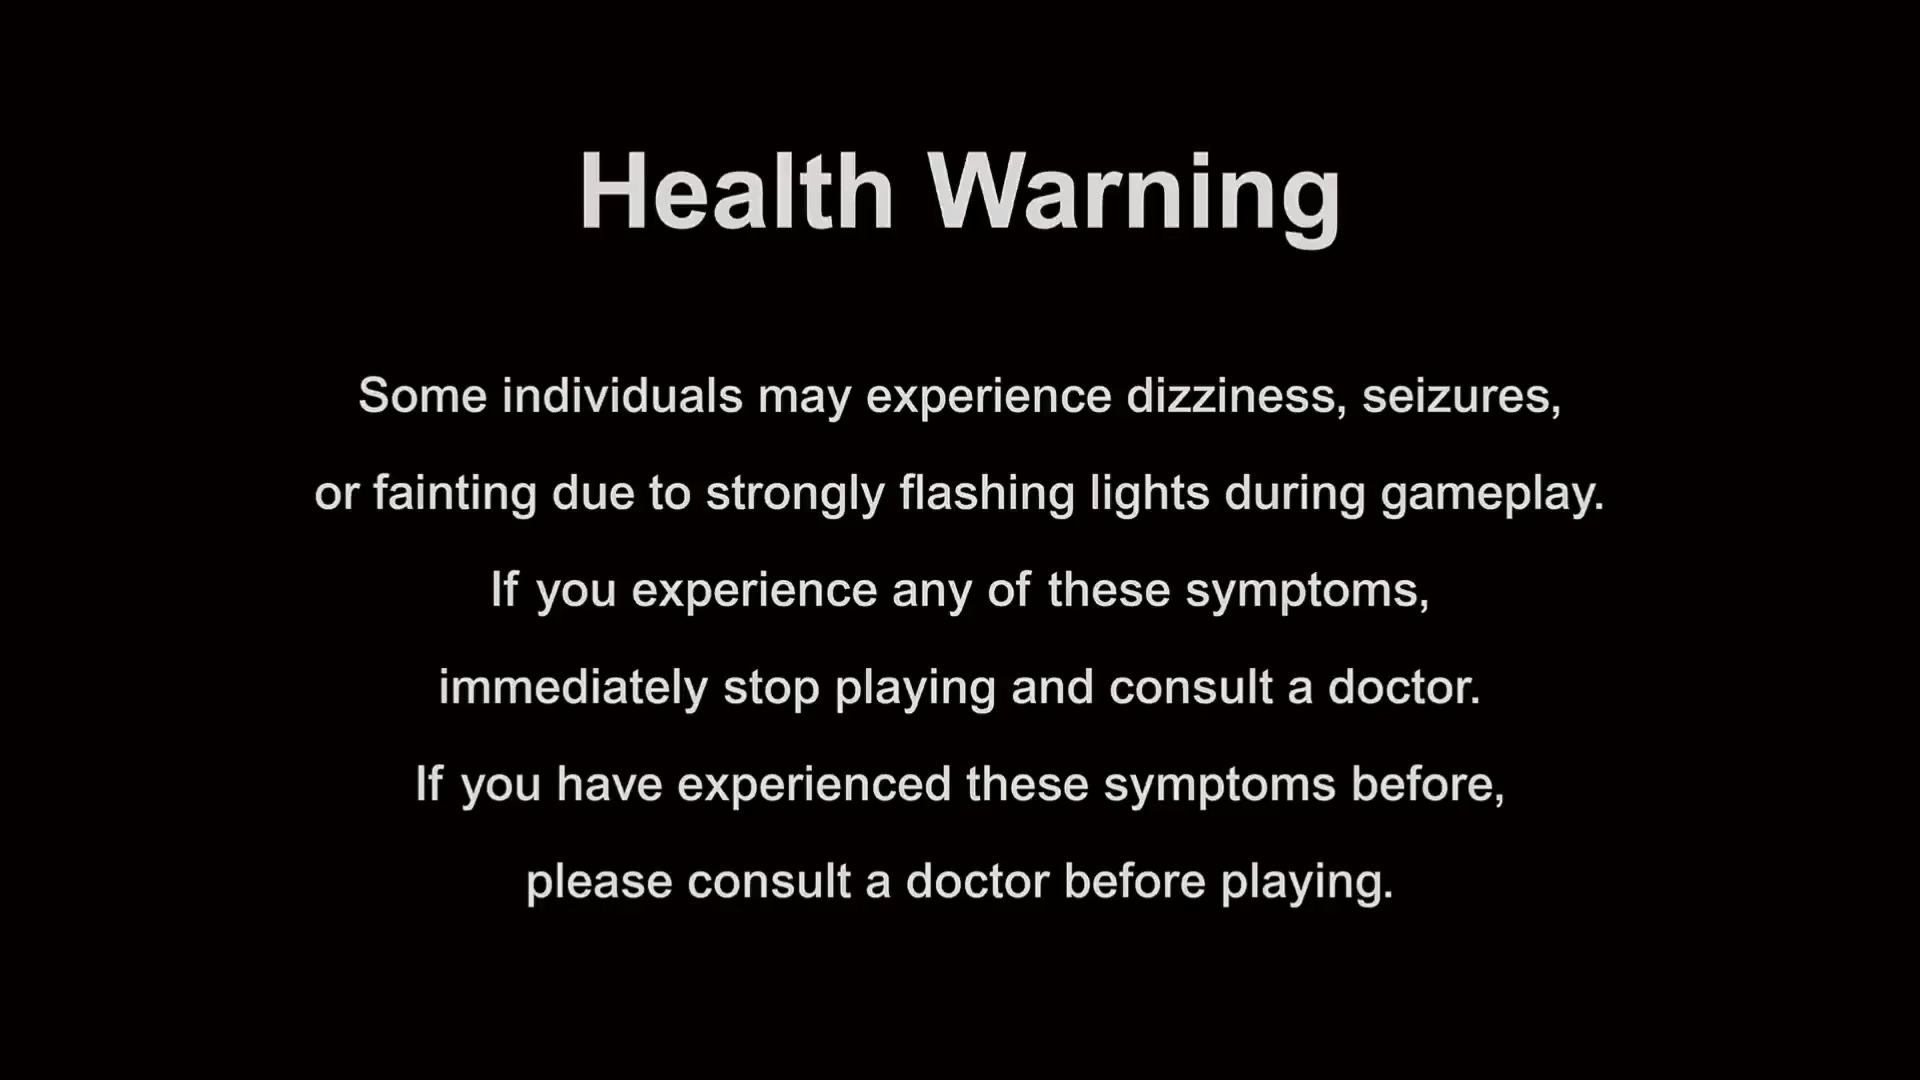 Health Warning
Some individuals may experience dizziness, seizures,
or fainting due to strongly flashing lights during gameplay.
If you experience any of these symptoms,
immediately stop playing and consult a doctor.
If you have experienced these symptoms before,
please consult a doctor before playing.